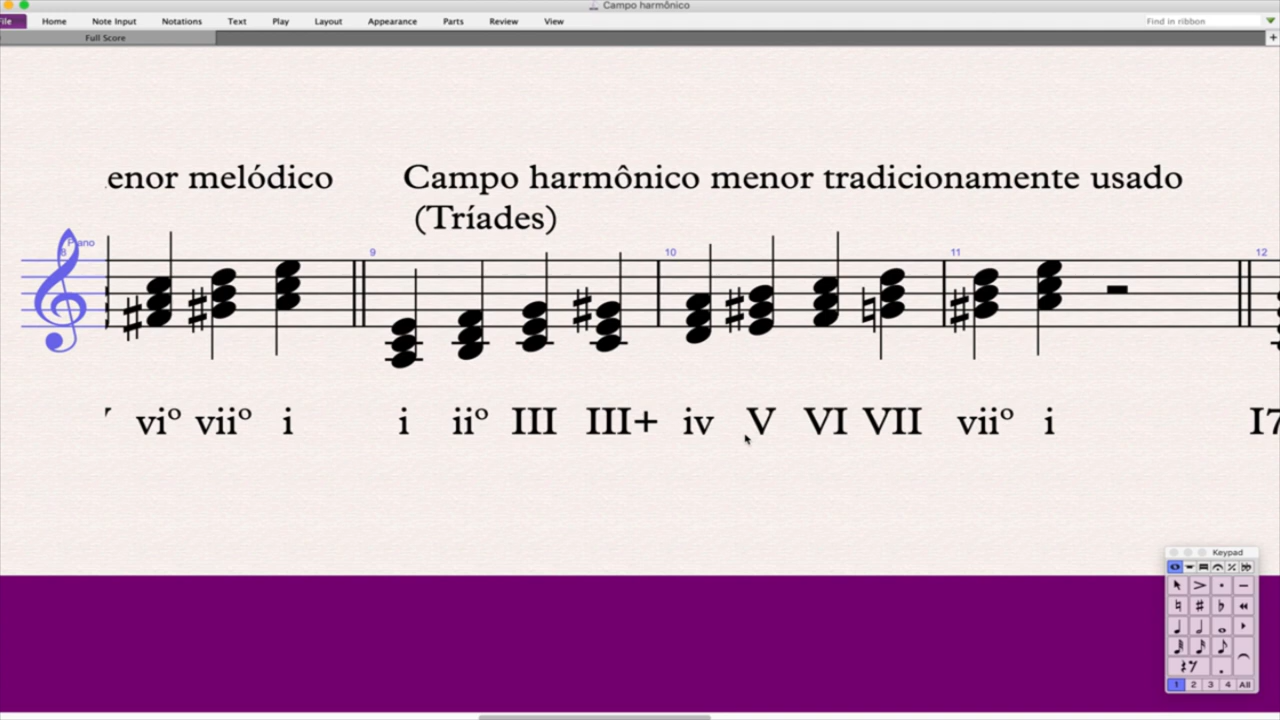 Campo harmônico
File Home Note Input Notations Text Play Layout Appearance Parts Review View Find in ribbon
Full Score
enor melódico Campo harmônico menor tradicionamente usado
(Tríades)
Piano
8 9 10 11 12
vi° vii° i i ii° III III+ iv V VI VII vii° i I7
Keypad
1 2 3 4 All